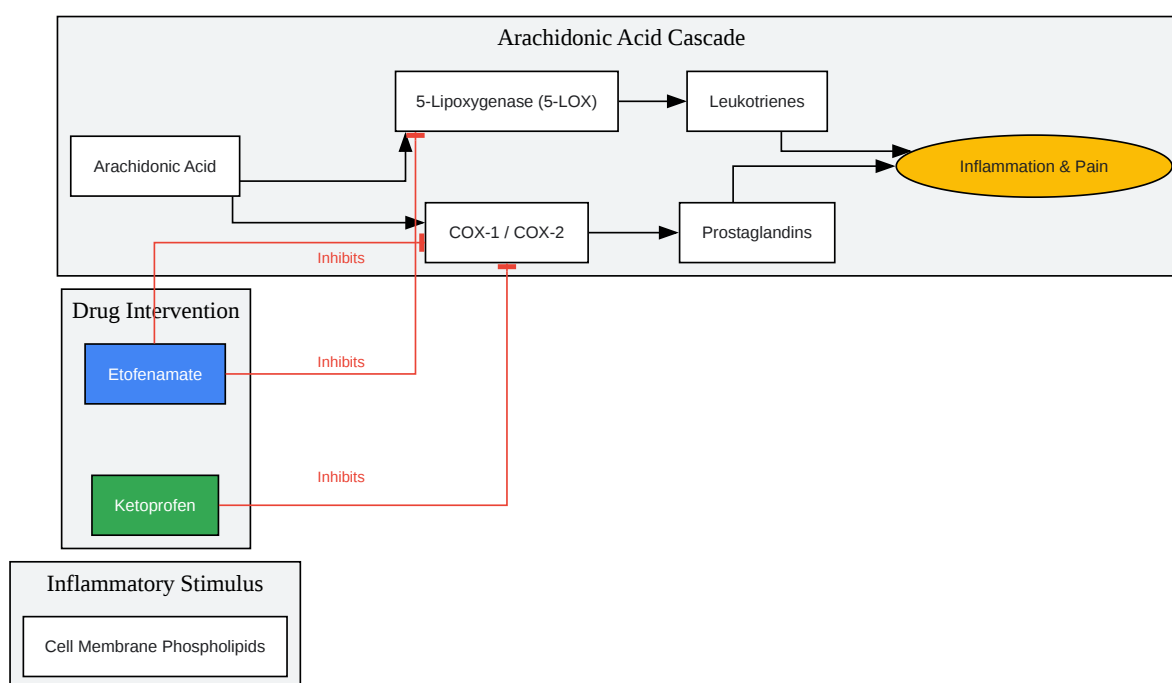 Arachidonic Acid Cascade
5-Lipoxygenase (5-LOX)
Leukotrienes
Arachidonic Acid
Inflammation & Pain
COX-1 / COX-2
Prostaglandins
Inhibits
Drug Intervention
Etofenamate
Inhibits
Ketoprofen
Inhibits
Inflammatory Stimulus
Cell Membrane Phospholipids